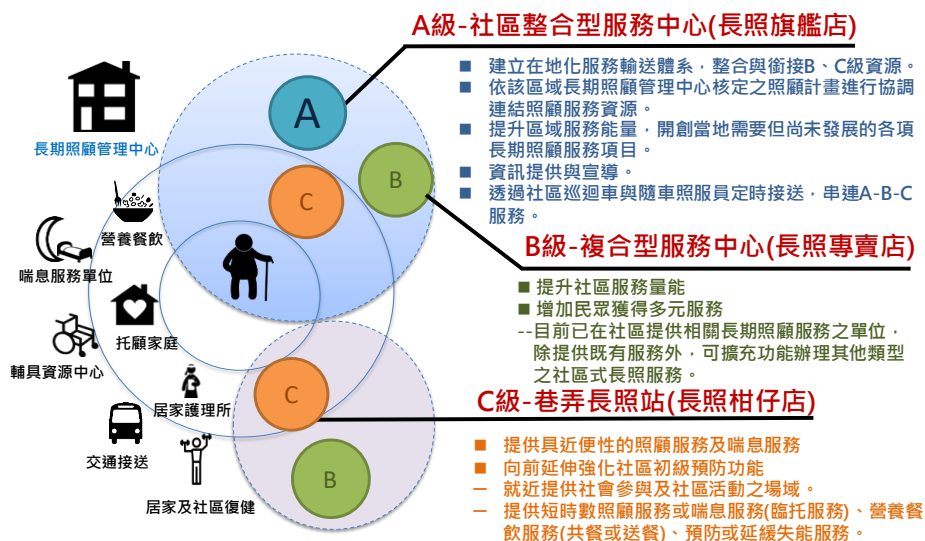 A級-社區整合型服務中心(長照旗艦店)
■ 建立在地化服務輸送體系，整合與銜接B、C級資源。
■ 依該區域長期照顧管理中心核定之照顧計畫進行協調
連結照顧服務資源。
■ 提升區域服務能量，開創當地需要但尚未發展的各項
長期照顧服務項目。
■ 資訊提供與宣導。
■ 透過社區巡迴車與隨車照服員定時接送，串連A-B-C
服務。
B級-複合型服務中心(長照專賣店)
■ 提升社區服務量能
■ 增加民眾獲得多元服務
--目前已在社區提供相關長期照顧服務之單位，
除提供既有服務外，可擴充功能辦理其他類型
之社區式長照服務。
C級-巷弄長照站(長照柑仔店)
■ 提供具近便性的照顧服務及喘息服務
■ 向前延伸強化社區初級預防功能
─ 就近提供社會參與及社區活動之場域。
─ 提供短時數照顧服務或喘息服務(臨托服務)、營養餐
飲服務(共餐或送餐)、預防或延緩失能服務。
長期照顧管理中心
營養餐飲
喘息服務單位
托顧家庭
輔具資源中心
居家護理所
交通接送
居家及社區復健
A
B
C
C
B